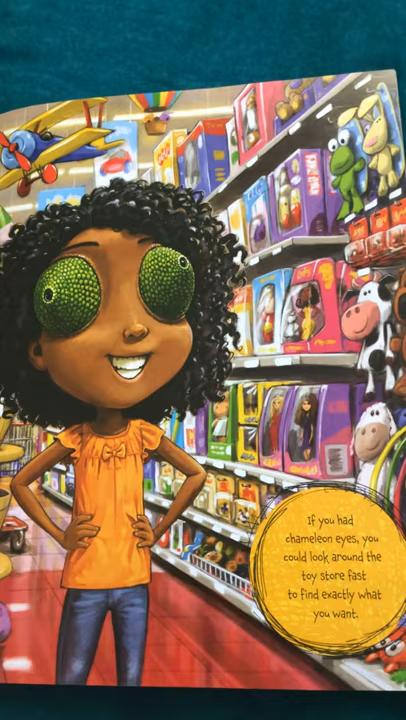 If you had
chameleon eyes, you
could look around the
toy store fast
to find exactly what
you want.